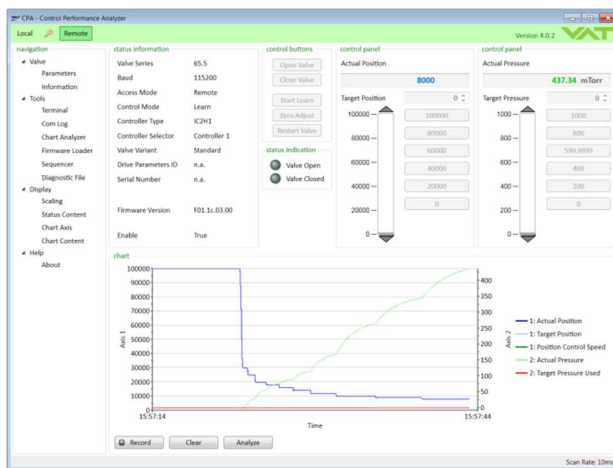 CPA - Control Performance Analyzer
Local Remote Version 4.0.2 VAT
navigation
Valve
Parameters
Information
Tools
Terminal
Com Log
Chart Analyzer
Firmware Loader
Sequencer
Diagnostic File
Display
Scaling
Status Content
Chart Axis
Chart Content
Help
About
status information
Valve Series 65.5
Baud 115200
Access Mode Remote
Control Mode Learn
Controller Type IC2H1
Controller Selector Controller 1
Valve Variant Standard
Drive Parameters ID n.a.
Serial Number n.a.
Firmware Version F01.1c.03.00
Enable True
control buttons
Open Valve
Close Valve
Start Learn
Zero Adjust
Restart Valve
status indication
Valve Open
Valve Closed
control panel
Actual Position
8000
Target Position 0
100000 100000
80000 80000
60000 60000
40000 40000
20000 20000
0 0
control panel
Actual Pressure
437.34 mTorr
Target Pressure 0
1000 1000
800 800
600 599.9999
400 400
200 200
0 0
chart
Axis 1
100000
90000
80000
70000
60000
50000
40000
30000
20000
10000
0
15:57:14 15:57:44
Time
400
350
300
250
200
150
100
50
0
Axis 2
1: Actual Position
1: Target Position
1: Position Control Speed
2: Actual Pressure
2: Target Pressure Used
Record Clear Analyze
Scan Rate: 10ms